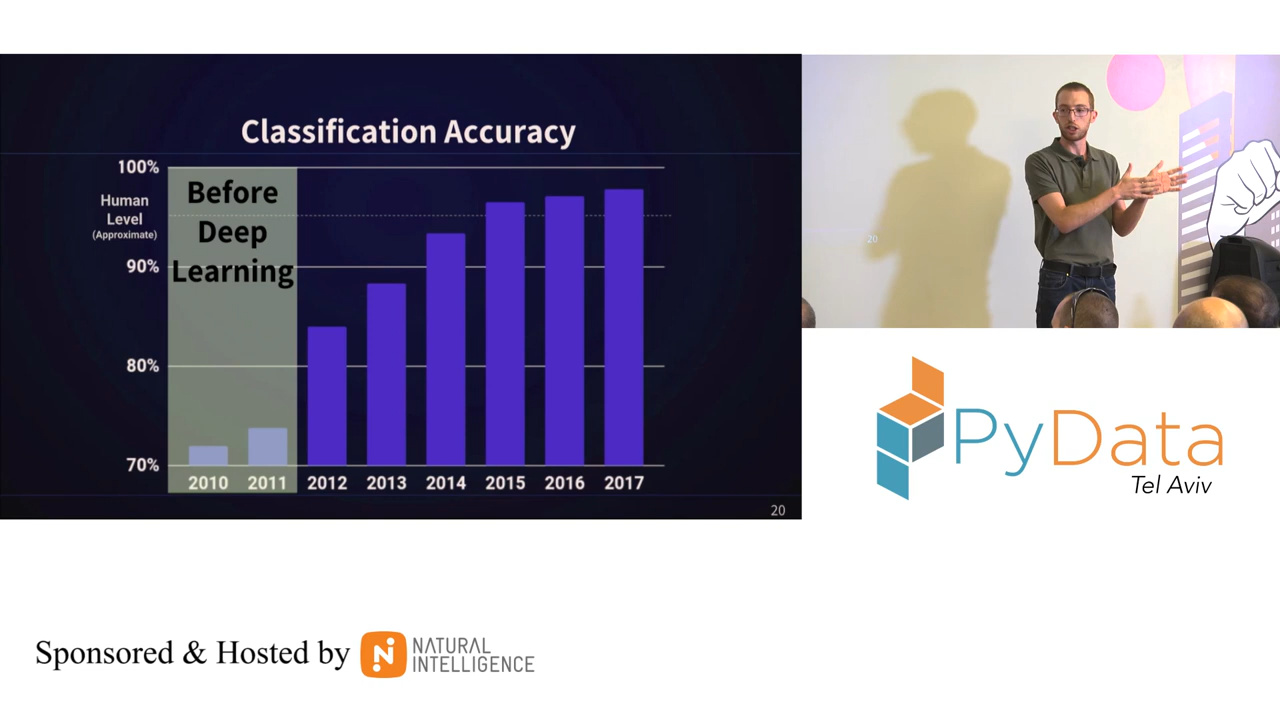 Classification Accuracy
100%
Human
Level
(Approximate)
90%
80%
70%
Before
Deep
Learning
2010 2011 2012 2013 2014 2015 2016 2017
20
20
PyData
Tel Aviv
Sponsored & Hosted by
NATURAL
INTELLIGENCE